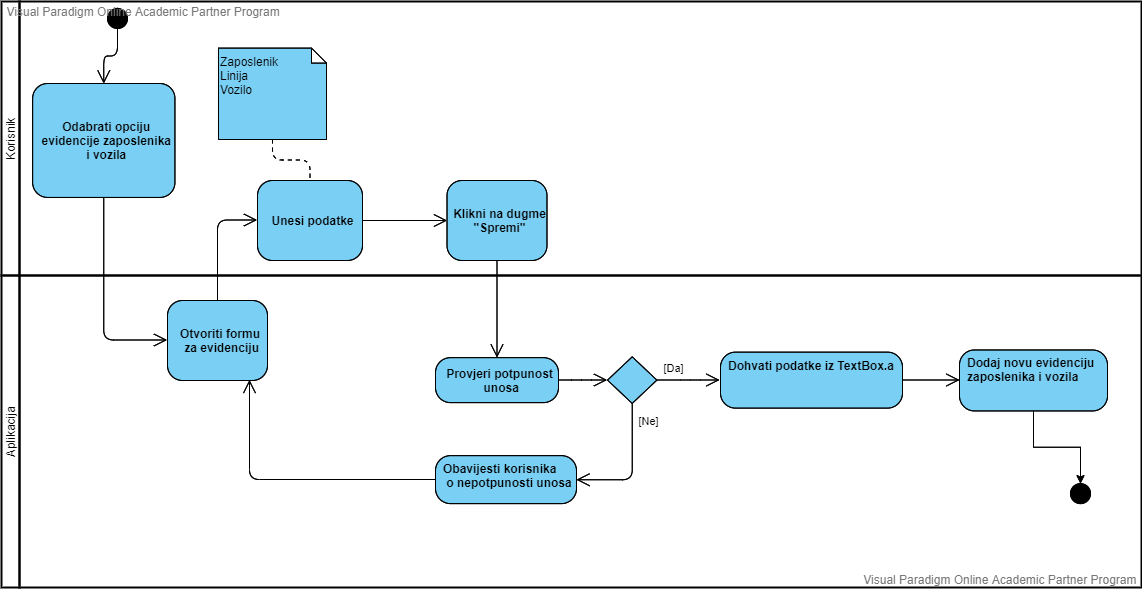 Visual Paradigm Online Academic Partner Program
Korisnik
Zaposlenik
Linija
Vozilo
Odabrati opciju
evidencije zaposlenika
i vozila
Unesi podatke
Klikni na dugme
"Spremi"
Aplikacija
Otvoriti formu
za evidenciju
Provjeri potpunost
unosa
[Da]
Dohvati podatke iz TextBox.a
Dodaj novu evidenciju
zaposlenika i vozila
[Ne]
Obavijesti korisnika
o nepotpunosti unosa
Visual Paradigm Online Academic Partner Program